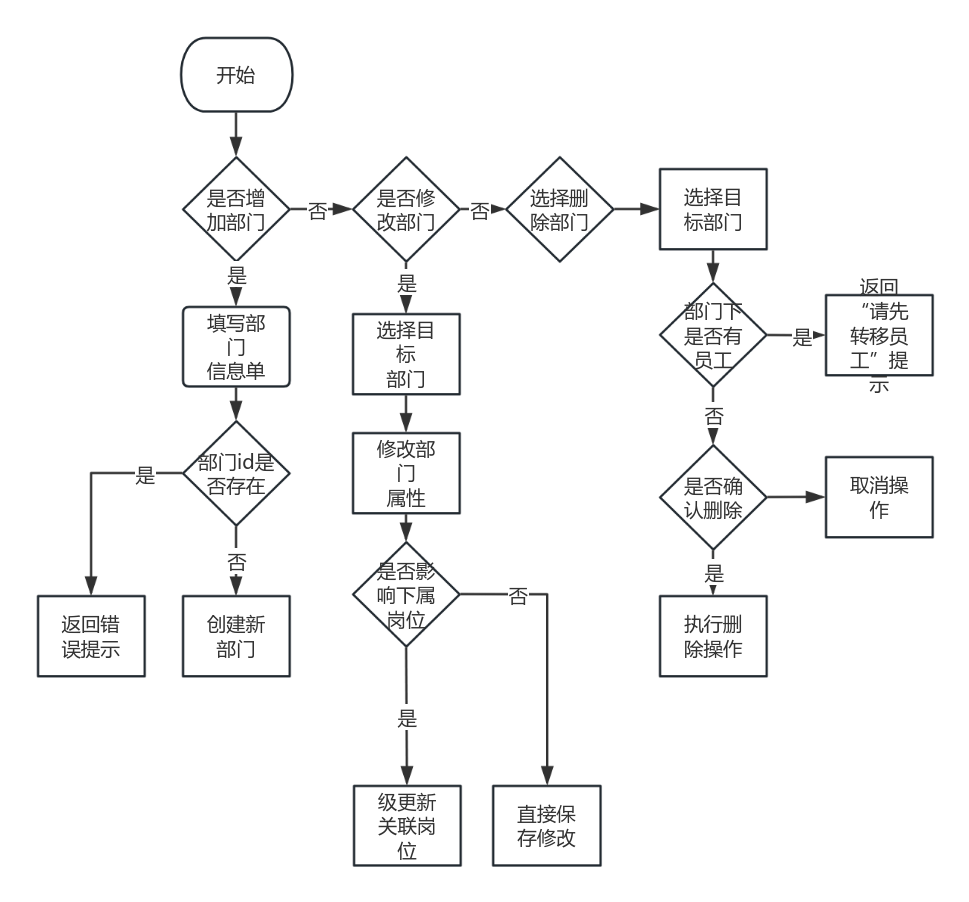 开始
是否增
加部门
否
是否修
改部门
否
选择删
除部门
选择目
标部门
是
填写部
门
信息单
是
选择目
标
部门
部门下
是否有
员工
是
返回
“请先
转移员
工”提
示
部门id是
否存在
是
否
修改部
门
属性
否
是否确
认删除
取消操
作
返回错
误提示
创建新
部门
是否影
响下属
岗位
否
是
执行删
除操作
是
级更新
关联岗
位
直接保
存修改